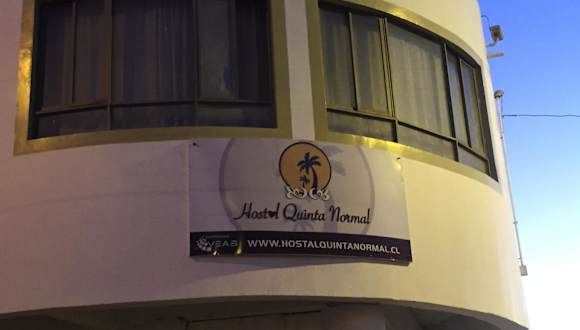 Hostal Quinta Normal
WWW.HOSTALQUINTANORMAL.CL